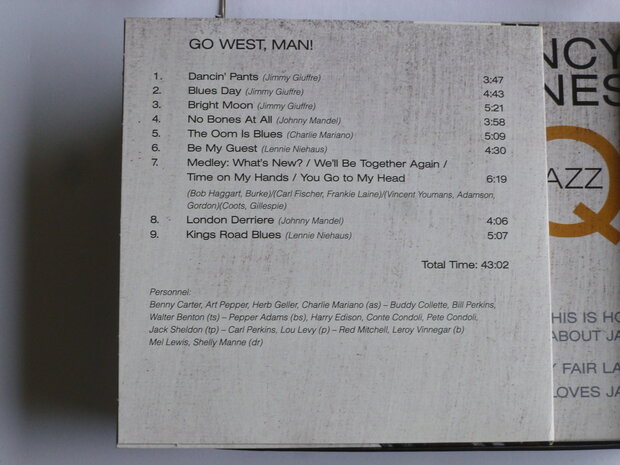 GO WEST, MAN!
1. Dancin' Pants (Jimmy Giuffre) 3:47
2. Blues Day (Jimmy Giuffre) 4:43
3. Bright Moon (Jimmy Giuffre) 5:21
4. No Bones At All (Johnny Mandel) 3:58
5. The Oom Is Blues (Charlie Mariano) 5:09
6. Be My Guest (Lennie Niehaus) 4:30
7. Medley: What's New? / We'll Be Together Again /
Time on My Hands / You Go to My Head 6:19
(Bob Haggart, Burke)/(Carl Fischer, Frankie Laine)/(Vincent Youmans, Adamson,
Gordon)(Coots, Gillespie)
8. London Derriere (Johnny Mandel) 4:06
9. Kings Road Blues (Lennie Niehaus) 5:07
Total Time: 43:02
Personnel:
Benny Carter, Art Pepper, Herb Geller, Charlie Mariano (as) – Buddy Collette, Bill Perkins,
Walter Benton (ts) – Pepper Adams (bs), Harry Edison, Conte Condoli, Pete Condoli,
Jack Sheldon (tp) – Carl Perkins, Lou Levy (p) – Red Mitchell, Leroy Vinnegar (b)
Mel Lewis, Shelly Manne (dr)
NCY
NES
AZZ
Q
HIS IS HO
ABOUT JA
FAIR LA
LOVES JA